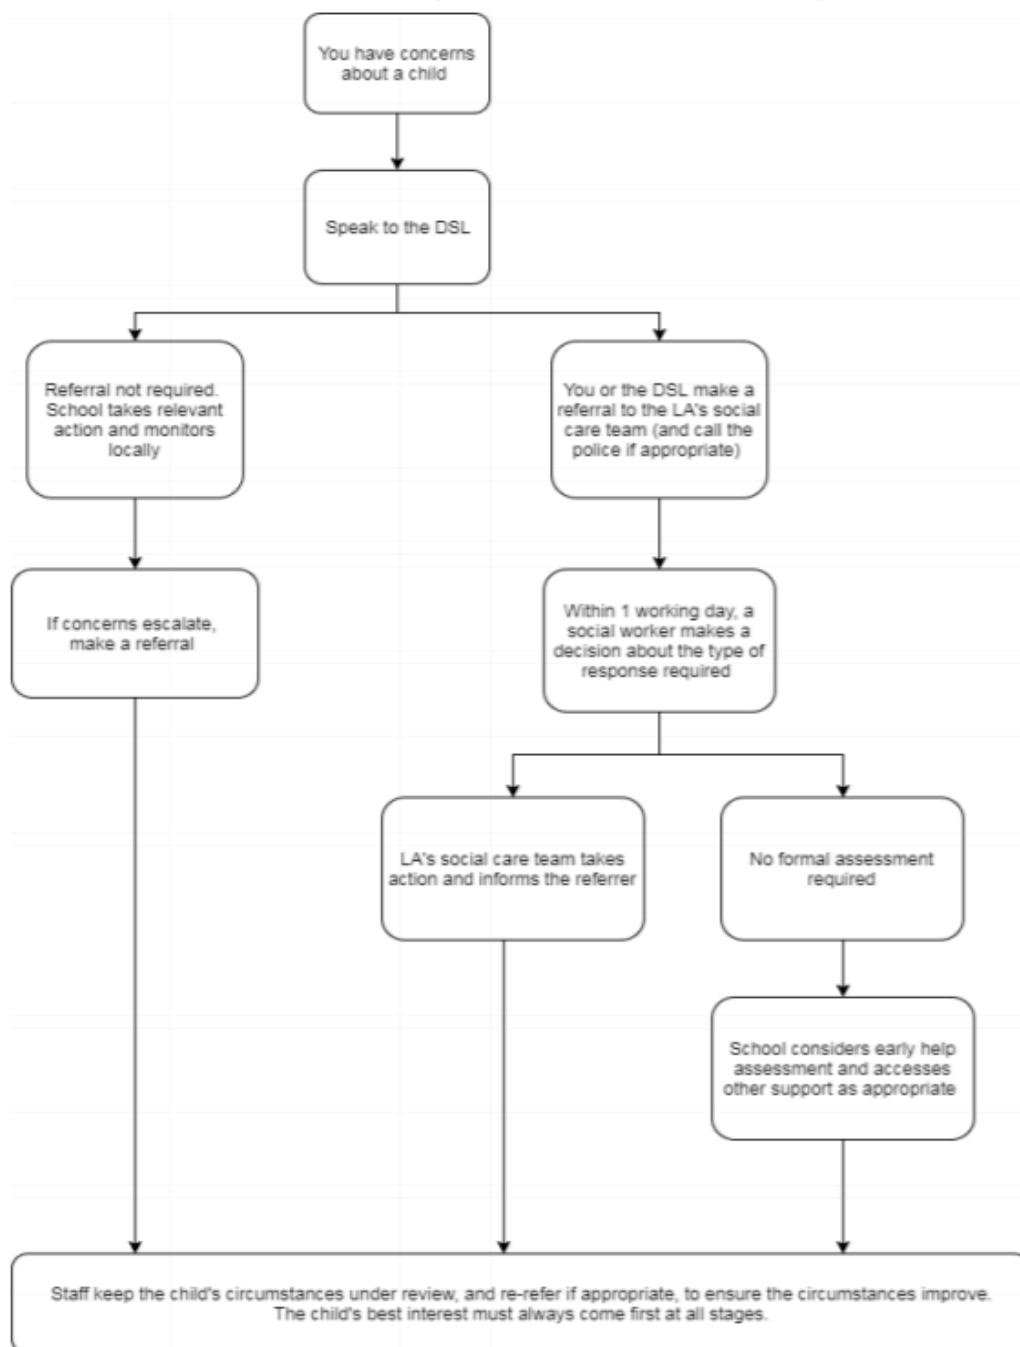 You have concerns
about a child
Speak to the DSL
Referral not required.
School takes relevant
action and monitors
locally
You or the DSL make a
referral to the LA's social
care team (and call the
police if appropriate)
If concerns escalate,
make a referral
Within 1 working day, a
social worker makes a
decision about the type of
response required
LA's social care team takes
action and informs the referrer
No formal assessment
required
School considers early help
assessment and accesses
other support as appropriate
Staff keep the child's circumstances under review, and re-refer if appropriate, to ensure the circumstances improve.
The child's best interest must always come first at all stages.